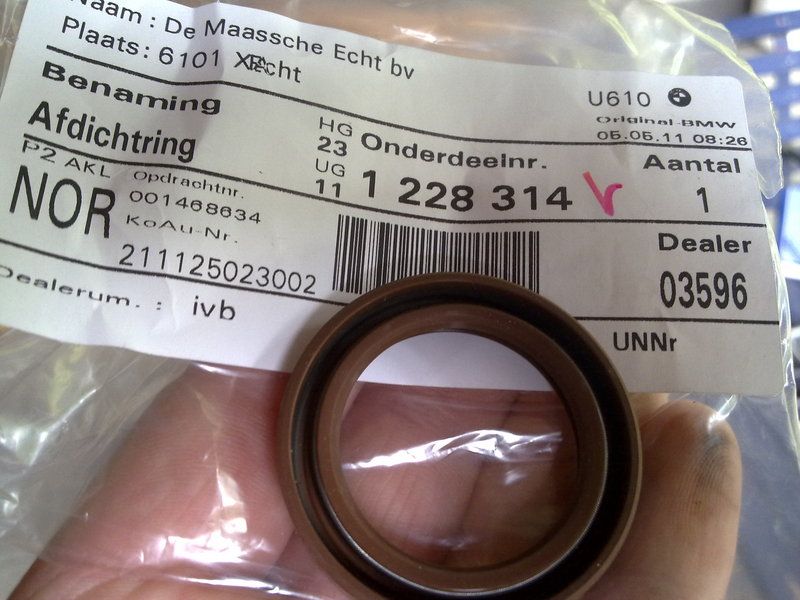 Naam : De Maassche Echt bv
Plaats : 6101 Echt
U610
Original BMW
05.05.11 08:26
Benaming
Afdichtring
HG
23
UG
11
Onderdeelnr.
1 228 314
Aantal
1
P2 AKL
NOR
Opdrachtnr.
001468634
KoAu-Nr.
211125023002
Dealer
03596
Dealerum. : ivb
UNNr